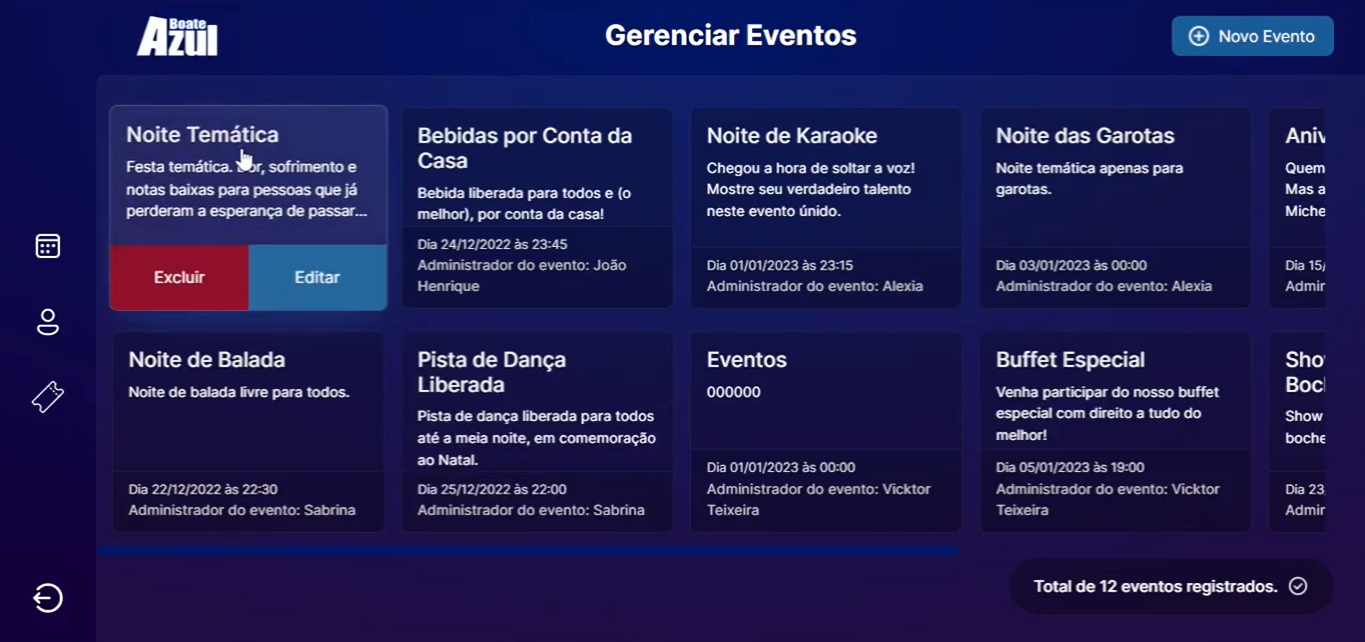 Boate
Azul
Gerenciar Eventos
Novo Evento
Noite Temática
Festa temática. sofrimento e
notas baixas para pessoas que já
perderam a esperança de passar...
Excluir
Editar
Bebidas por Conta da
Casa
Bebida liberada para todos e (o
melhor), por conta da casa!
Dia 24/12/2022 às 23:45
Administrador do evento: João
Henrique
Noite de Karaoke
Chegou a hora de soltar a voz!
Mostre seu verdadeiro talento
neste evento únido.
Dia 01/01/2023 às 23:15
Administrador do evento: Alexia
Noite das Garotas
Noite temática apenas para
garotas.
Dia 03/01/2023 às 00:00
Administrador do evento: Alexia
Aniv
Quem
Mas a
Miche
Dia 15/
Admir
Noite de Balada
Noite de balada livre para todos.
Dia 22/12/2022 às 22:30
Administrador do evento: Sabrina
Pista de Dança
Liberada
Pista de dança liberada para todos
até a meia noite, em comemoração
ao Natal.
Dia 25/12/2022 às 22:00
Administrador do evento: Sabrina
Eventos
000000
Dia 01/01/2023 às 00:00
Administrador do evento: Vicktor
Teixeira
Buffet Especial
Venha participar do nosso buffet
especial com direito a tudo do
melhor!
Dia 05/01/2023 às 19:00
Administrador do evento: Vicktor
Teixeira
Sho
Boc
Show
boche
Dia 23
Admir
Total de 12 eventos registrados.